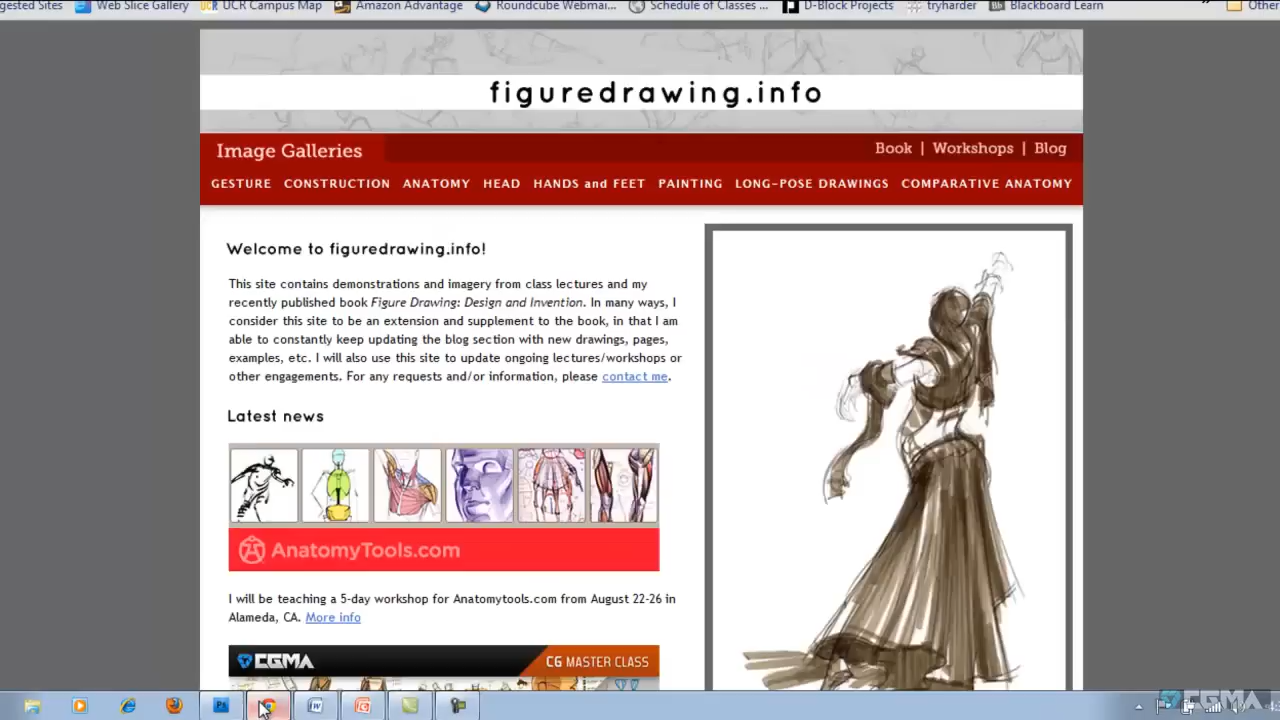 gested Sites Web Slice Gallery UCR Campus Map Amazon Advantage Roundcube Webmai... Schedule of Classes ... D-Block Projects tryharder Blackboard Learn » Other
figuredrawing.info
Image Galleries Book | Workshops | Blog
GESTURE CONSTRUCTION ANATOMY HEAD HANDS and FEET PAINTING LONG-POSE DRAWINGS COMPARATIVE ANATOMY
Welcome to figuredrawing.info!
This site contains demonstrations and imagery from class lectures and my
recently published book Figure Drawing: Design and Invention. In many ways, I
consider this site to be an extension and supplement to the book, in that I am
able to constantly keep updating the blog section with new drawings, pages,
examples, etc. I will also use this site to update ongoing lectures/workshops or
other engagements. For any requests and/or information, please contact me.
Latest news
AnatomyTools.com
I will be teaching a 5-day workshop for Anatomytools.com from August 22-26 in
Alameda, CA. More info
CGMA CG MASTER CLASS
Ps W
CGMA